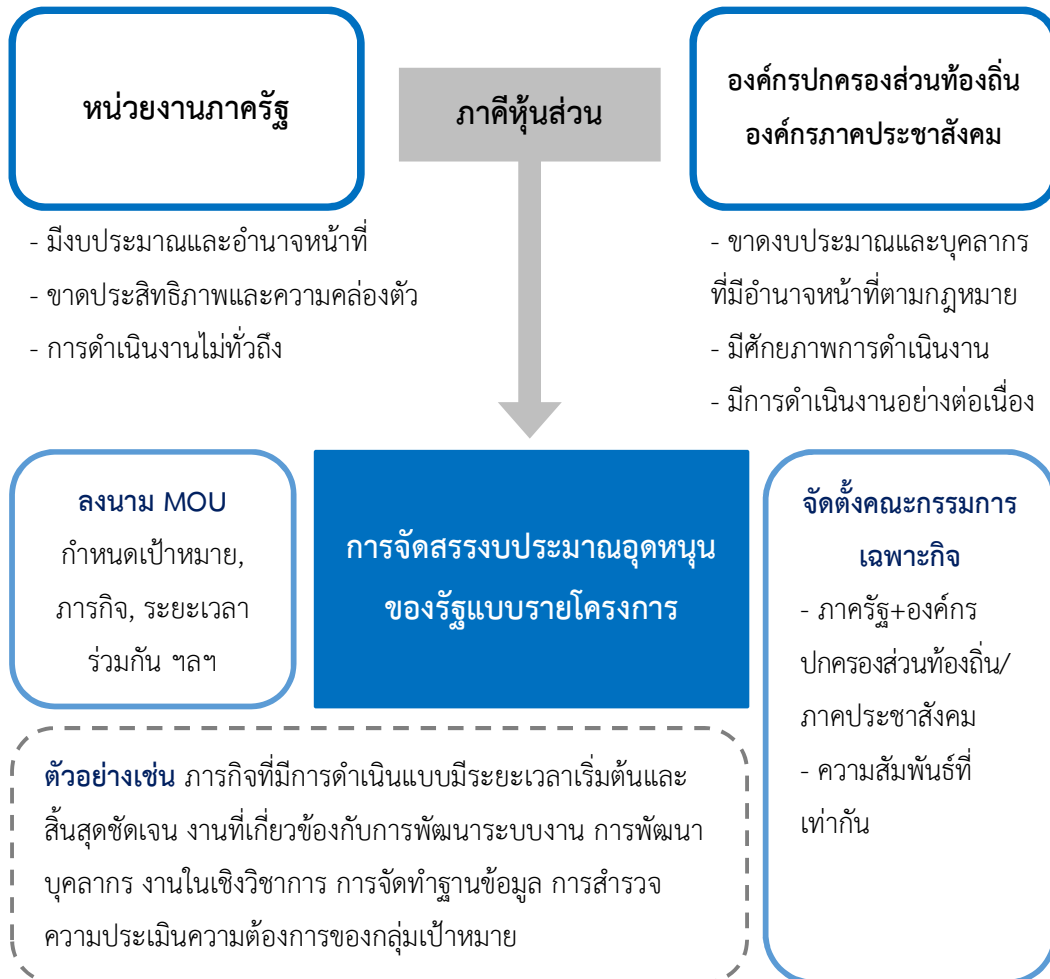 หน่วยงานภาครัฐ
ภาคีหุ้นส่วน
องค์กรปกครองส่วนท้องถิ่น
องค์กรภาคประชาสังคม
- มีงบประมาณและอำนาจหน้าที่
- ขาดประสิทธิภาพและความคล่องตัว
- การดำเนินงานไม่ทั่วถึง
- ขาดงบประมาณและบุคลากร
ที่มีอำนาจหน้าที่ตามกฎหมาย
- มีศักยภาพการดำเนินงาน
- มีการดำเนินงานอย่างต่อเนื่อง
ลงนาม MOU
กำหนดเป้าหมาย,
ภารกิจ, ระยะเวลา
ร่วมกัน ฯลฯ
การจัดสรรงบประมาณอุดหนุน
ของรัฐแบบรายโครงการ
จัดตั้งคณะกรรมการ
เฉพาะกิจ
- ภาครัฐ+องค์กร
ปกครองส่วนท้องถิ่น/
ภาคประชาสังคม
- ความสัมพันธ์ที่
เท่ากัน
ตัวอย่างเช่น ภารกิจที่มีการดำเนินแบบมีระยะเวลาเริ่มต้นและ
สิ้นสุดชัดเจน งานที่เกี่ยวข้องกับการพัฒนาระบบงาน การพัฒนา
บุคลากร งานในเชิงวิชาการ การจัดทำฐานข้อมูล การสำรวจ
ความประเมินความต้องการของกลุ่มเป้าหมาย